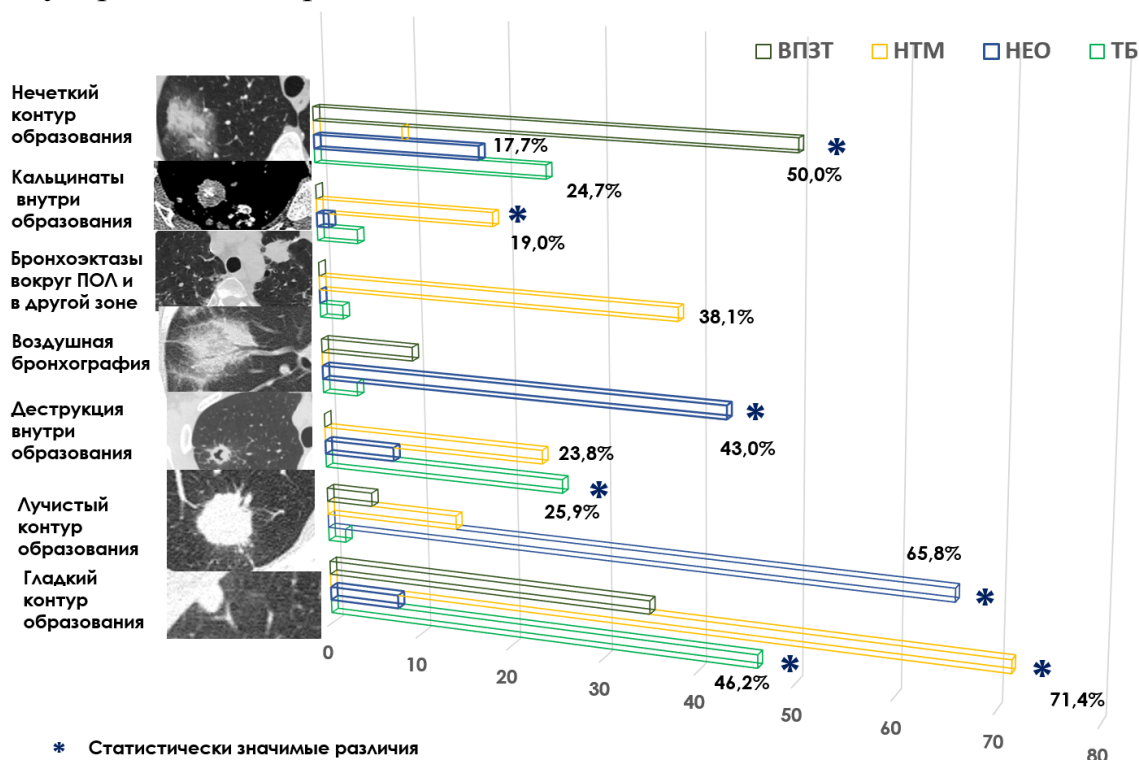 ВПЗТ НТМ НЕО ТБ
Нечеткий
контур
образования
17,7%
50,0%
24,7%
Кальцинаты
внутри
образования
19,0%
Бронхоэктазы
вокруг ПОЛ и
в другой зоне
38,1%
Воздушная
бронхография
43,0%
Деструкция
внутри
образования
23,8%
25,9%
Лучистый
контур
образования
65,8%
Гладкий
контур
образования
46,2%
71,4%
0 10 20 30 40 50 60 70 80
* Статистически значимые различия